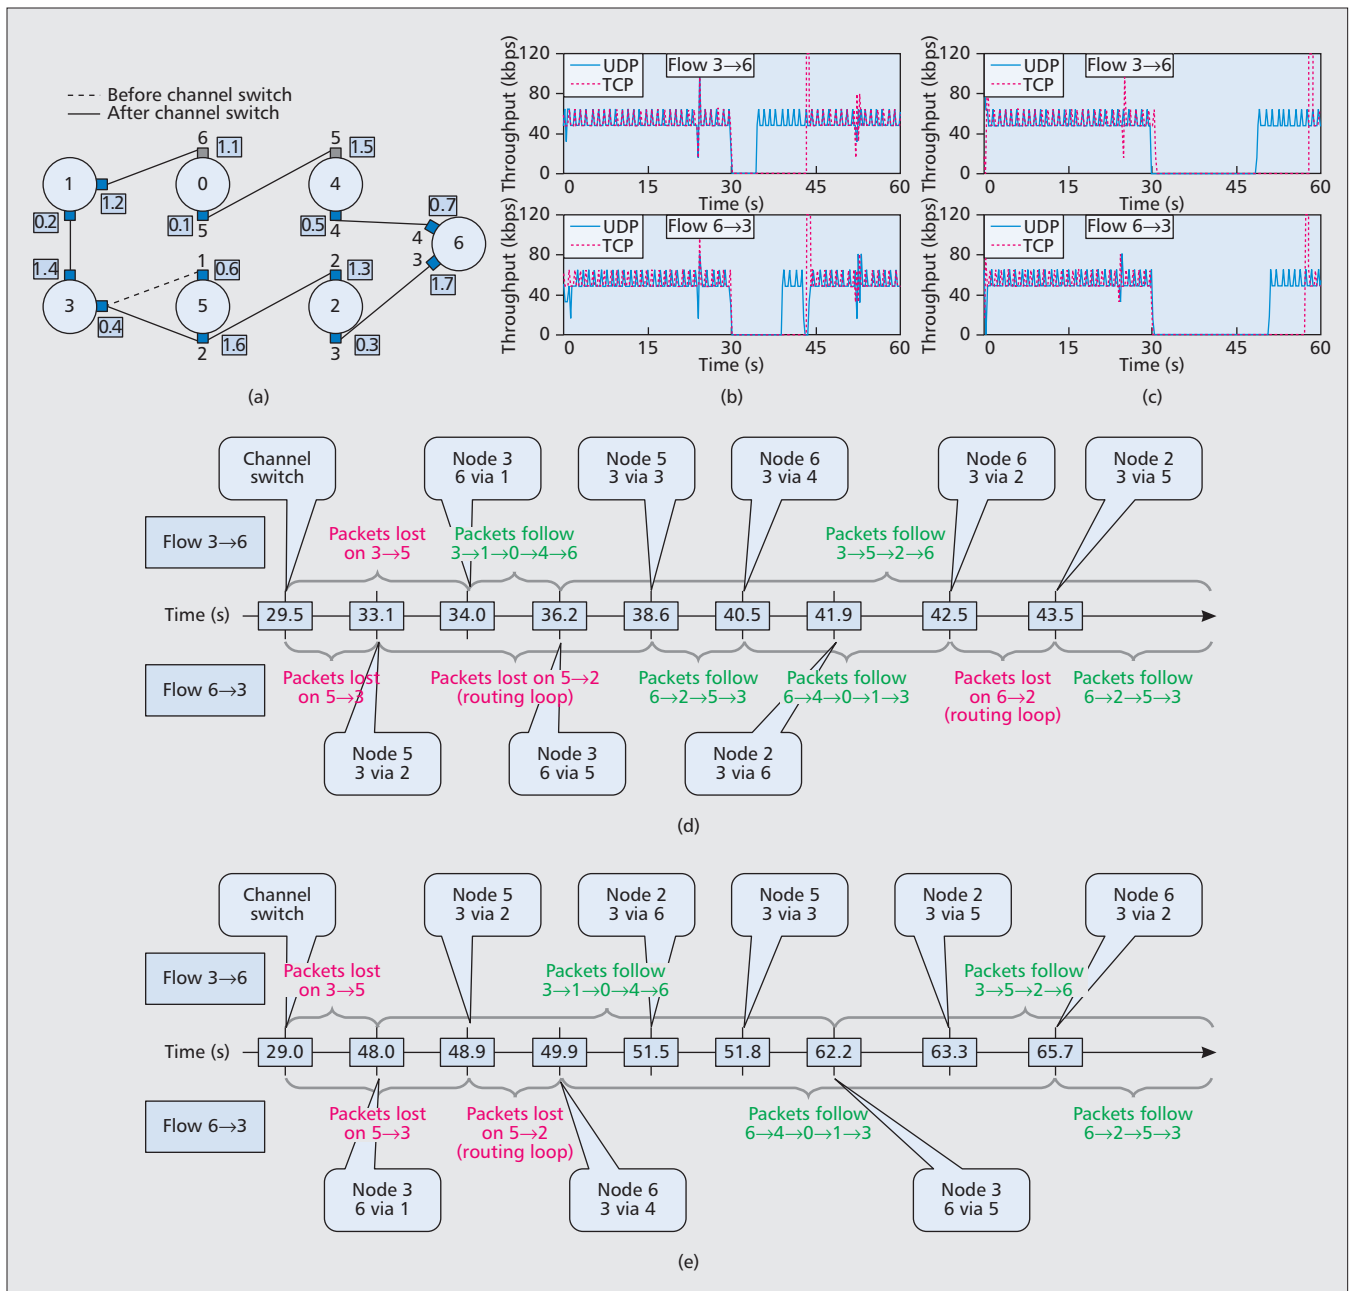 Before channel switch
After channel switch
6
1.1
5
1.5
1
0
4
0.7
1.2
0.2
0.1
5
0.5
4
4
6
3
1.4
1
0.6
2
1.3
1.7
3
5
2
0.4
2
1.6
3
0.3
(a)
Throughput (kbps)
120
80
40
0
UDP
TCP
Flow 3→6
0
15
30
45
60
Time (s)
Throughput (kbps)
120
80
40
0
UDP
TCP
Flow 6→3
0
15
30
45
60
Time (s)
(b)
Throughput (kbps)
120
80
40
0
UDP
TCP
Flow 3→6
0
15
30
45
60
Time (s)
Throughput (kbps)
120
80
40
0
UDP
TCP
Flow 6→3
0
15
30
45
60
Time (s)
(c)
Channel
switch
Node 3
6 via 1
Node 5
3 via 3
Node 6
3 via 4
Node 6
3 via 2
Node 2
3 via 5
Flow 3→6
Packets lost
on 3→5
Packets follow
3→1→0→4→6
Packets follow
3→5→2→6
Time (s)
29.5
33.1
34.0
36.2
38.6
40.5
41.9
42.5
43.5
Flow 6→3
Packets lost
on 5→3
Packets lost on 5→2
(routing loop)
Packets follow
6→2→5→3
Packets follow
6→4→0→1→3
Packets lost
on 6→2
(routing loop)
Packets follow
6→2→5→3
Node 5
3 via 2
Node 3
6 via 5
Node 2
3 via 6
(d)
Channel
switch
Node 5
3 via 2
Node 2
3 via 6
Node 5
3 via 3
Node 2
3 via 5
Node 6
3 via 2
Flow 3→6
Packets lost
on 3→5
Packets follow
3→1→0→4→6
Packets follow
3→5→2→6
Time (s)
29.0
48.0
48.9
49.9
51.5
51.8
62.2
63.3
65.7
Flow 6→3
Packets lost
on 5→3
Packets lost
on 5→2
(routing loop)
Packets follow
6→4→0→1→3
Packets follow
6→2→5→3
Node 3
6 via 1
Node 6
3 via 4
Node 3
6 via 5
(e)